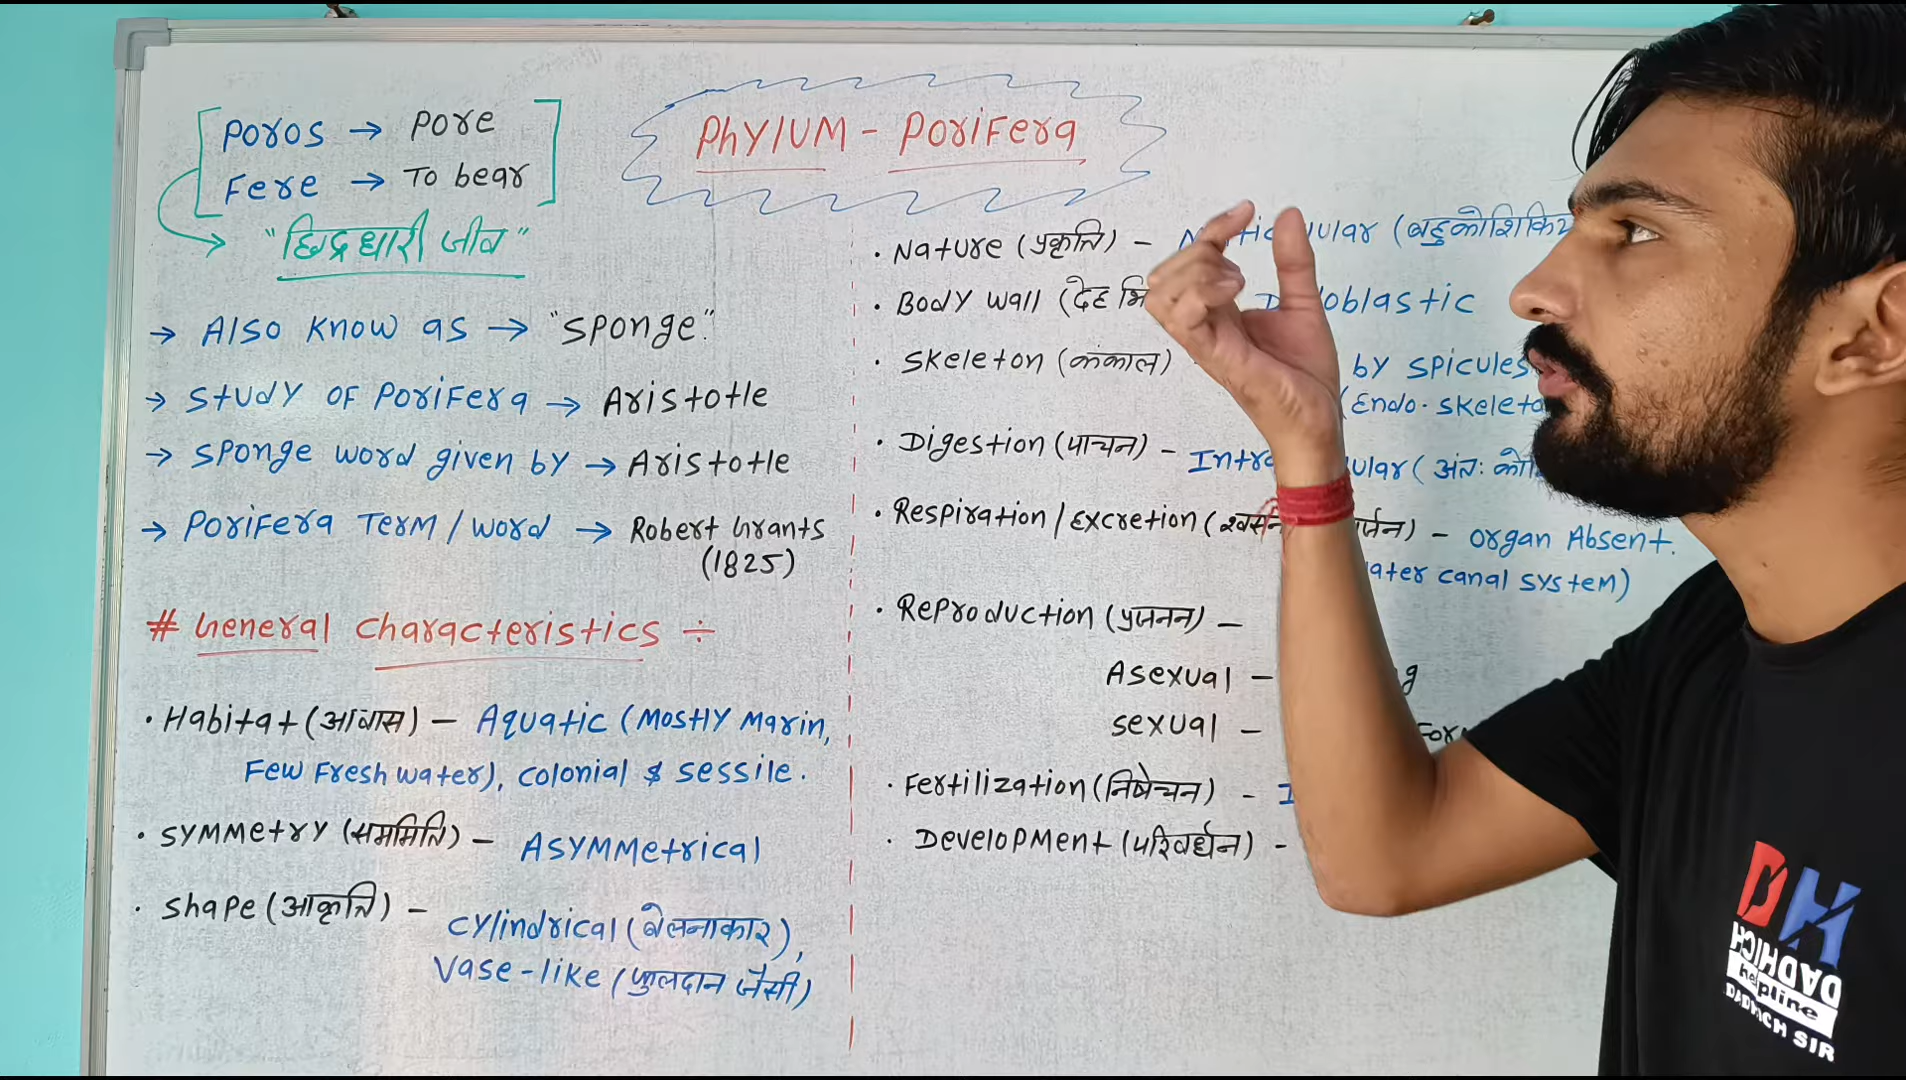 Poros → Pore
Fere → To bear
"छिद्रधारी जीव"
→ Also Know as → "Sponge"
→ Study of Porifera → Aristotle
→ Sponge word given by → Aristotle
→ Porifera Term / word → Robert Grants
(1825)
# General Characteristics ÷
• Habitat (आवास) – Aquatic (Mostly Marin,
Few Fresh water), colonial & sessile.
• Symmetry (सममिति) – Asymmetrical
• Shape (आकृति) – Cylindrical (बेलनाकार),
Vase-like (फुलदान जैसी)
Phylum - Porifera
• Nature (प्रकृति) –
• Body wall (देह
• Skeleton (कंकाल) - by spicules
(Endo.
• Digestion (पाचन) –
• Respiration / Excretion ( – organ Absent.
canal system)
• Reproduction (प्रजनन) –
Asexual –
sexual –
• Fertilization (निषेचन) -
• Development (परिवर्धन) -
DH
DADHICH
helpline
DADHICH SIR